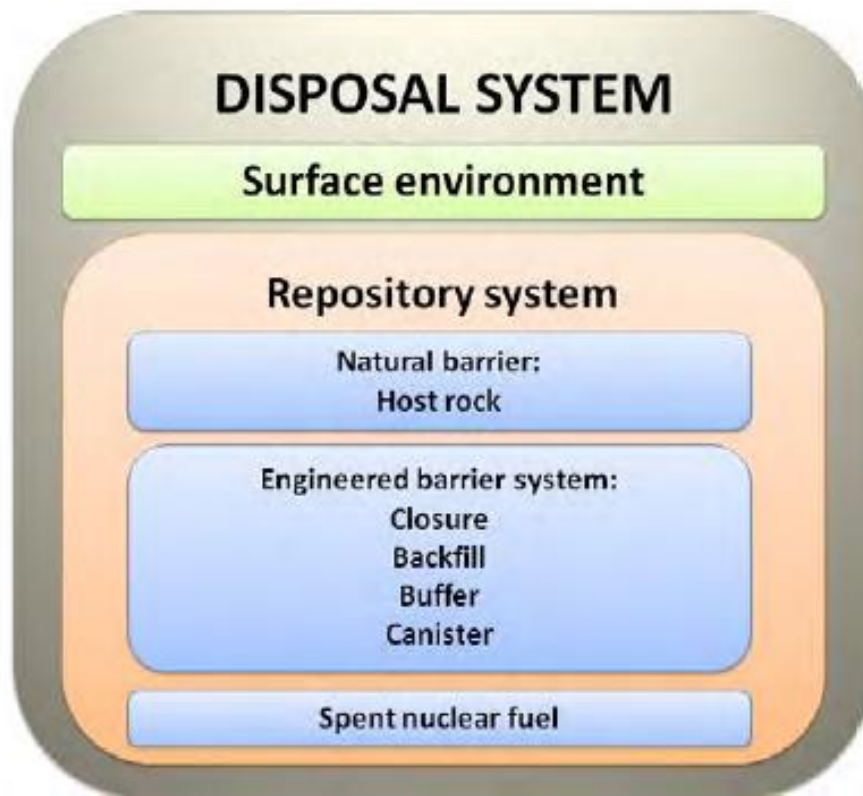 DISPOSAL SYSTEM
Surface environment
Repository system
Natural barrier:
Host rock
Engineered barrier system:
Closure
Backfill
Buffer
Canister
Spent nuclear fuel